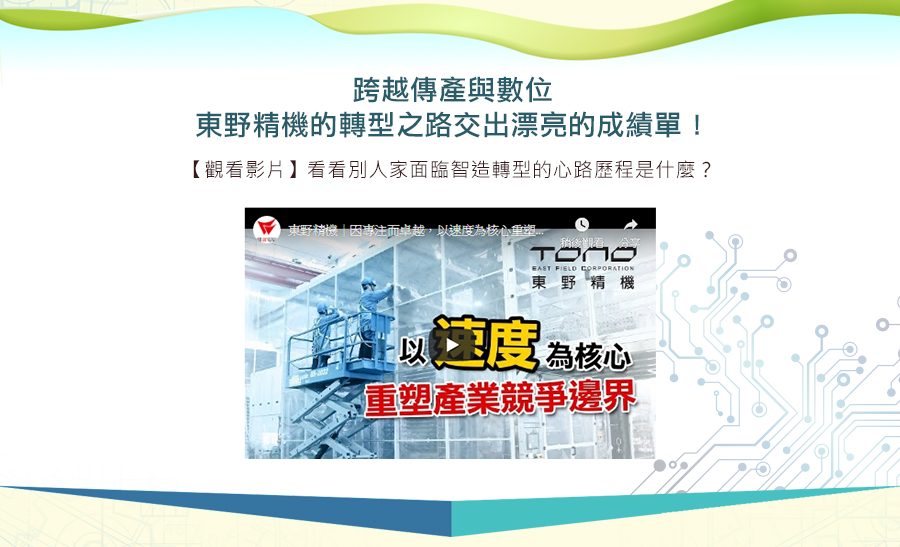 跨越傳產與數位
東野精機的轉型之路交出漂亮的成績單！
【觀看影片】看看別人家面臨智造轉型的心路歷程是什麼？
東野精機｜因專注而卓越，以速度為核心重塑...
稍後觀看
分享
TONO
EAST FIELD CORPORATION
東野精機
以速度為核心
重塑產業競爭邊界